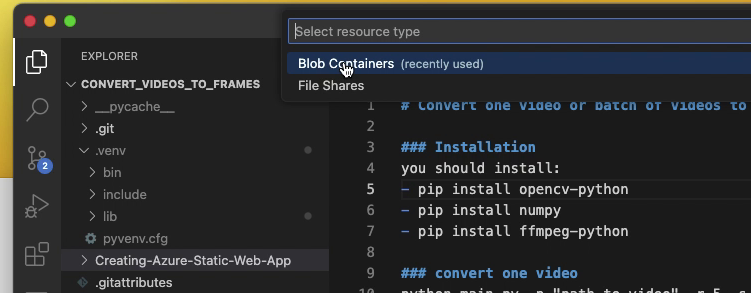 Select resource type
Blob Containers (recently used)
File Shares
EXPLORER
CONVERT_VIDEOS_TO_FRAMES
__pycache__
.git
.venv
bin
include
lib
pyvenv.cfg
Creating-Azure-Static-Web-App
.gitattributes
2
1 # Convert one video or batch of videos to
2
3 ### Installation
4 you should install:
5 - pip install opencv-python
6 - pip install numpy
7 - pip install ffmpeg-python
8
9 ### convert one video
10